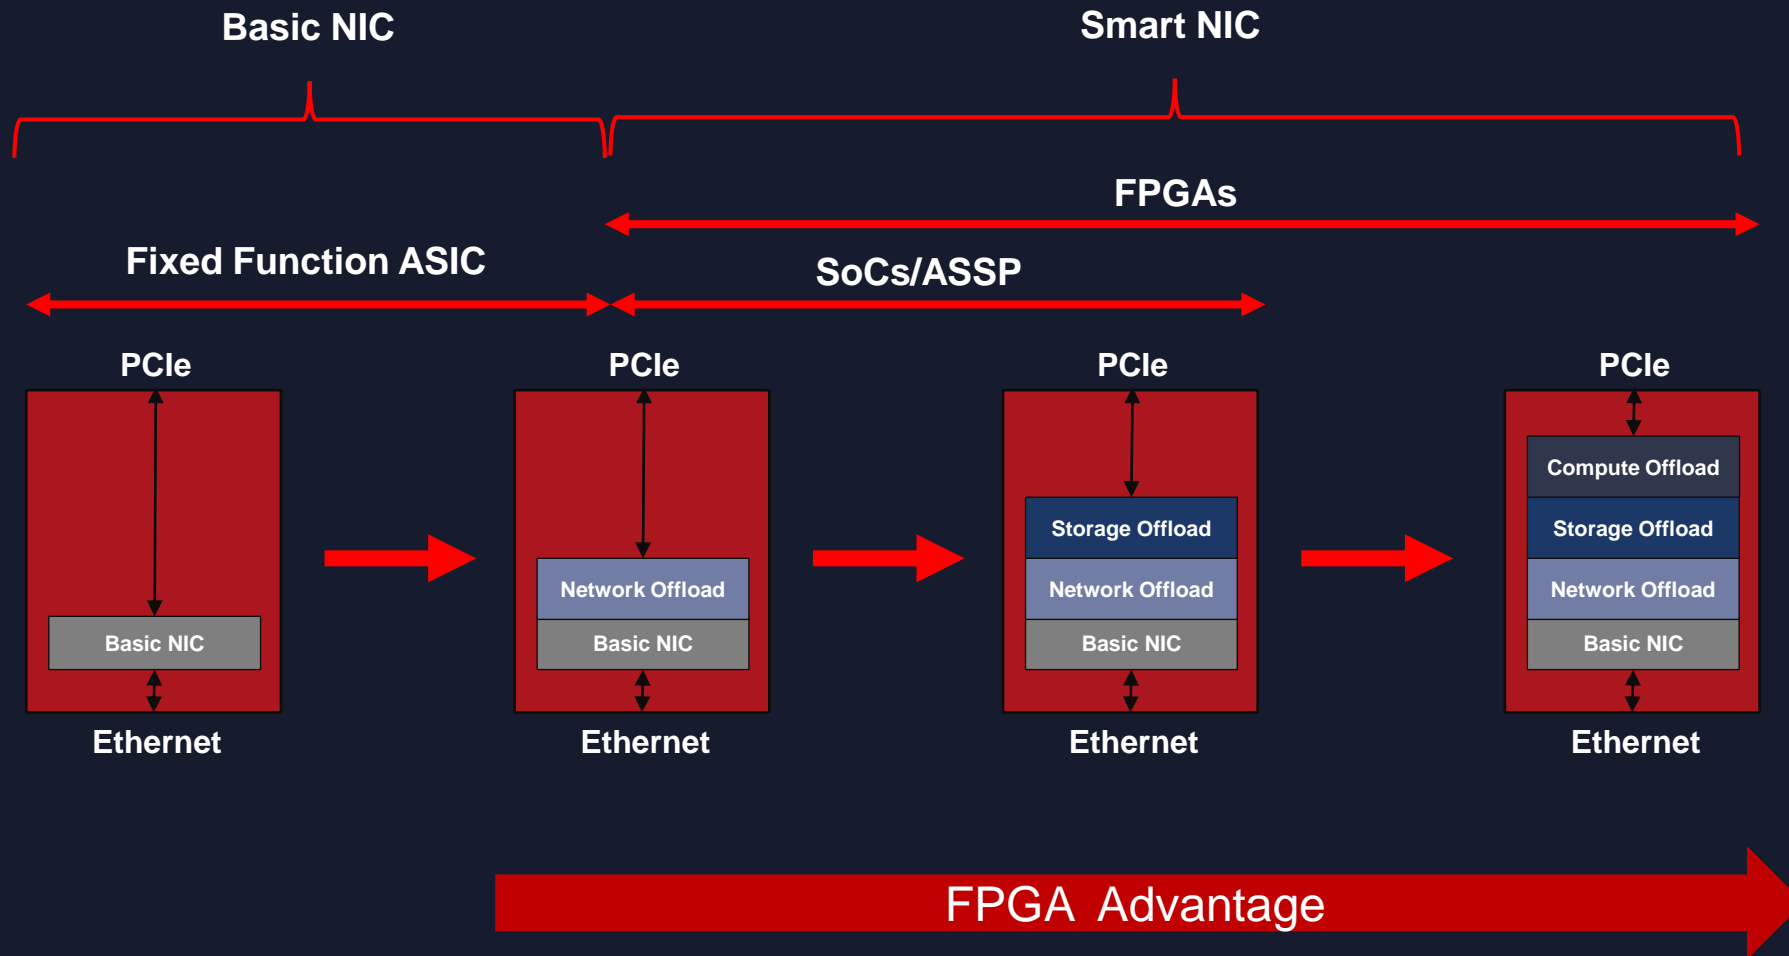 Basic NIC
Smart NIC
FPGAs
Fixed Function ASIC
SoCs/ASSP
PCIe
PCIe
PCIe
PCIe
Basic NIC
Network Offload
Basic NIC
Storage Offload
Network Offload
Basic NIC
Compute Offload
Storage Offload
Network Offload
Basic NIC
Ethernet
Ethernet
Ethernet
Ethernet
FPGA Advantage